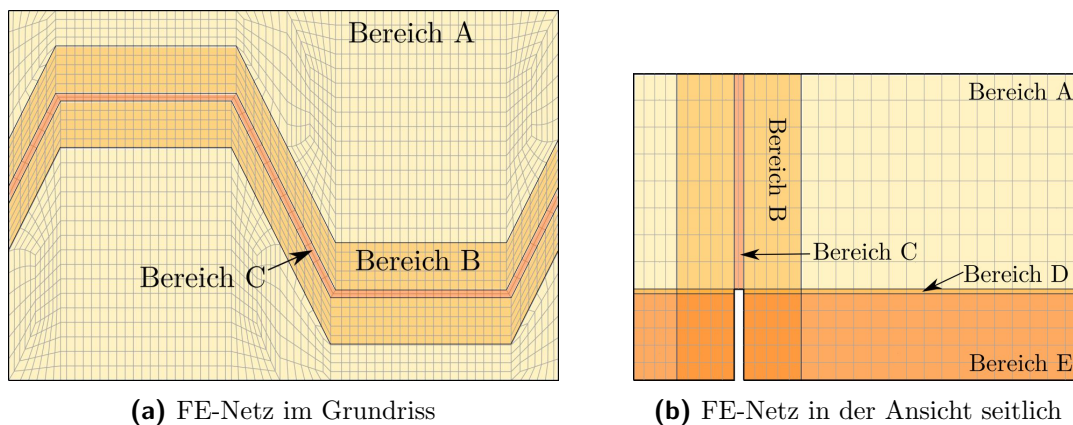 Bereich A
Bereich C
Bereich B
(a) FE-Netz im Grundriss
Bereich A
Bereich B
Bereich C
Bereich D
Bereich E
(b) FE-Netz in der Ansicht seitlich